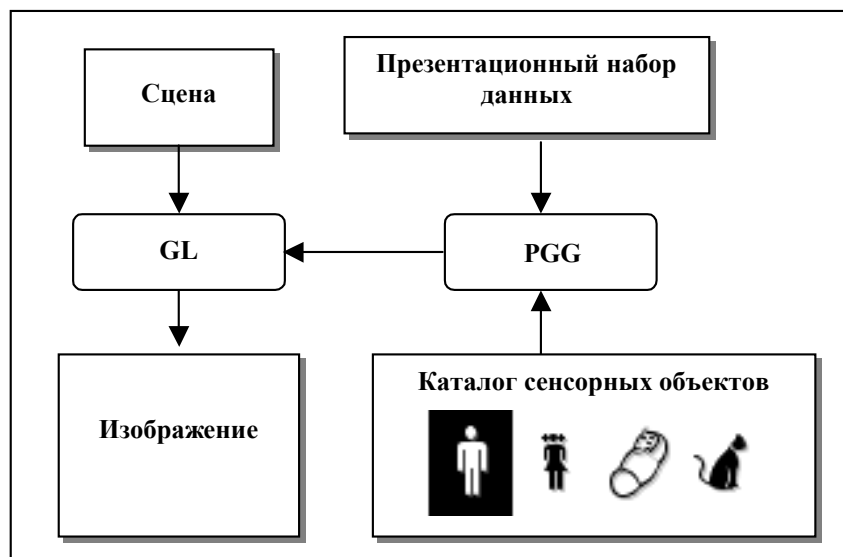 Сцена
Презентационный набор
данных
GL
PGG
Изображение
Каталог сенсорных объектов